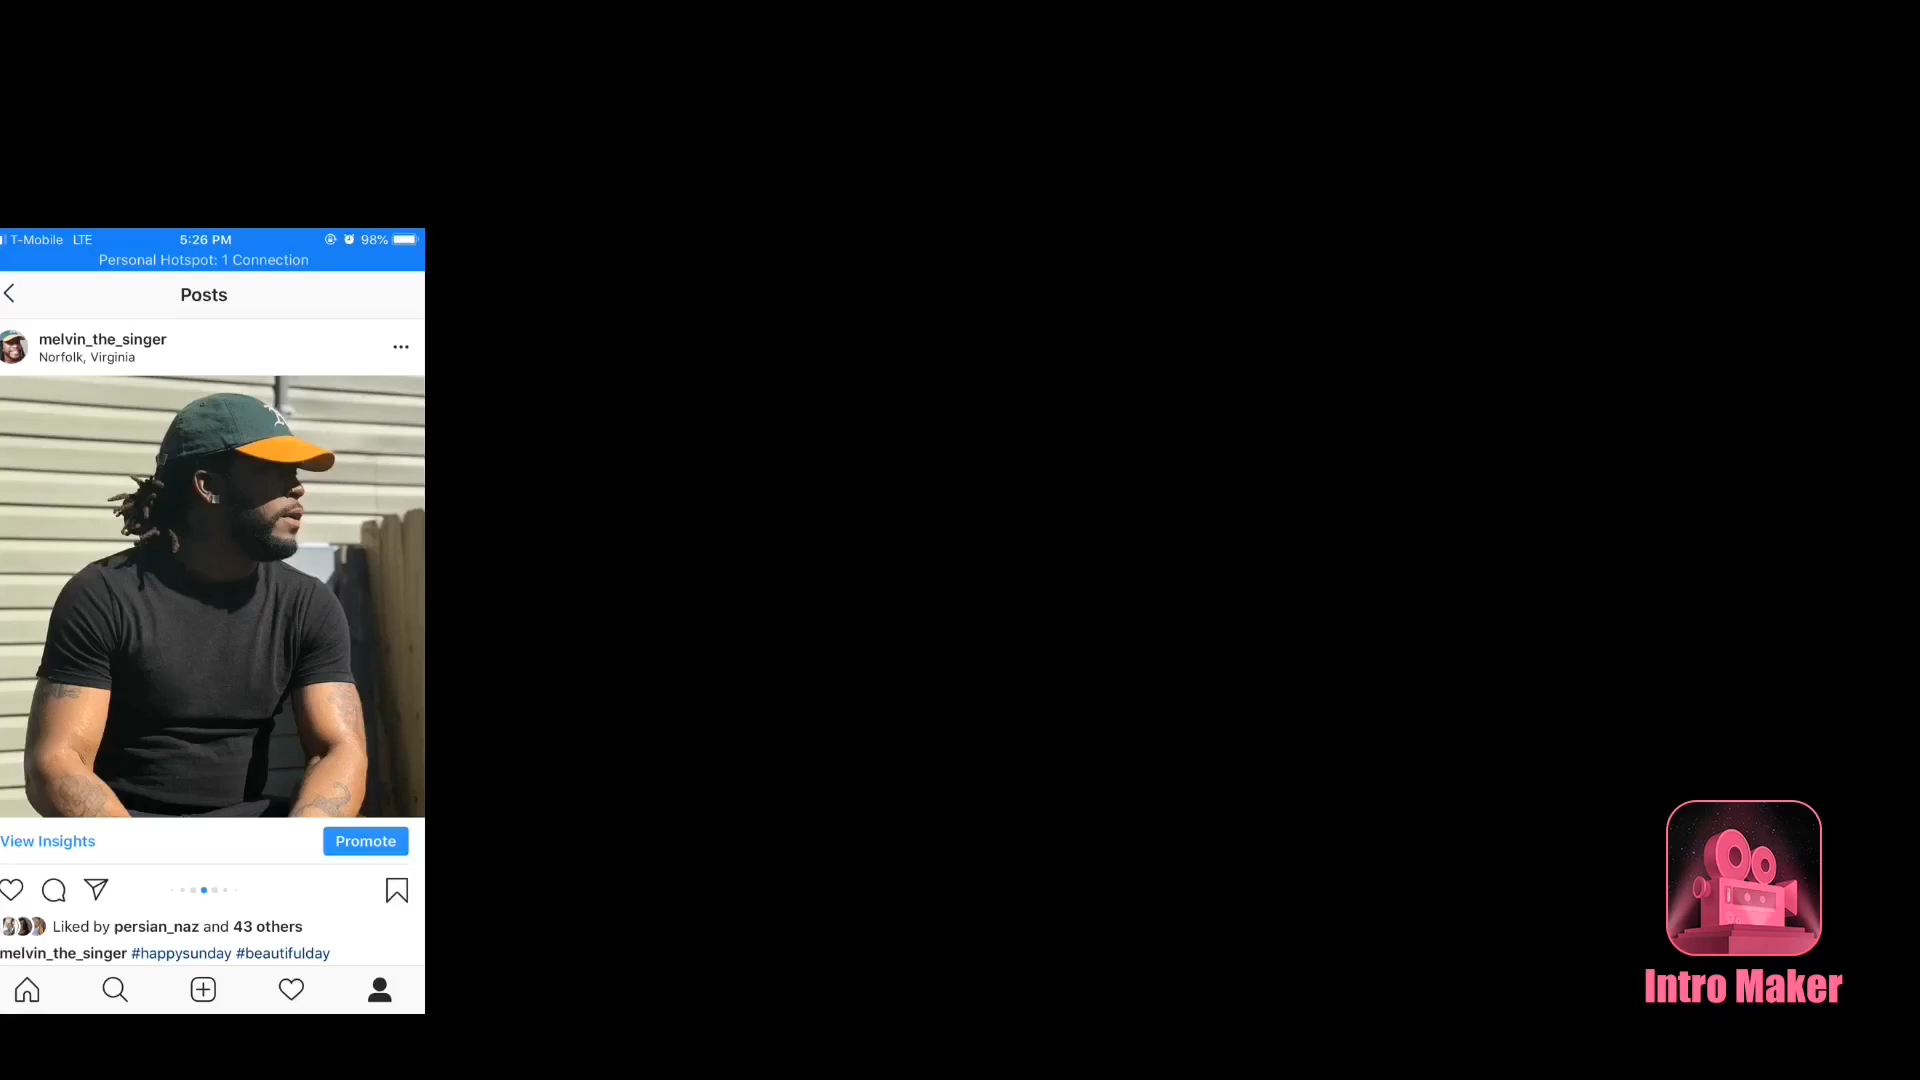 T-Mobile LTE 5:26 PM 98%
Personal Hotspot: 1 Connection
Posts
melvin_the_singer
Norfolk, Virginia
View Insights Promote
Liked by persian_naz and 43 others
melvin_the_singer #happysunday #beautifulday
Intro Maker